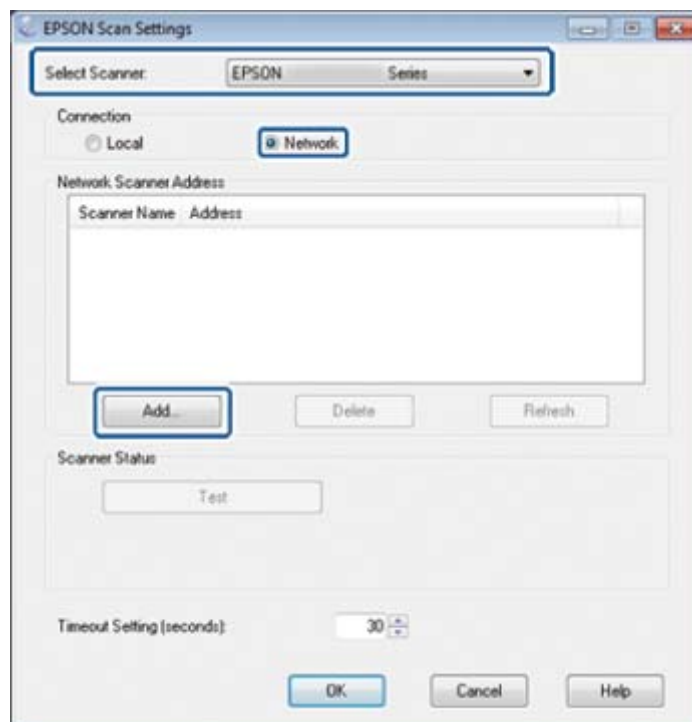 EPSON Scan Settings
Select Scanner: EPSON Series
Connection
Local Network
Network Scanner Address
Scanner Name Address
Add... Delete Refresh
Scanner Status
Test
Timeout Setting (seconds): 30
OK Cancel Help